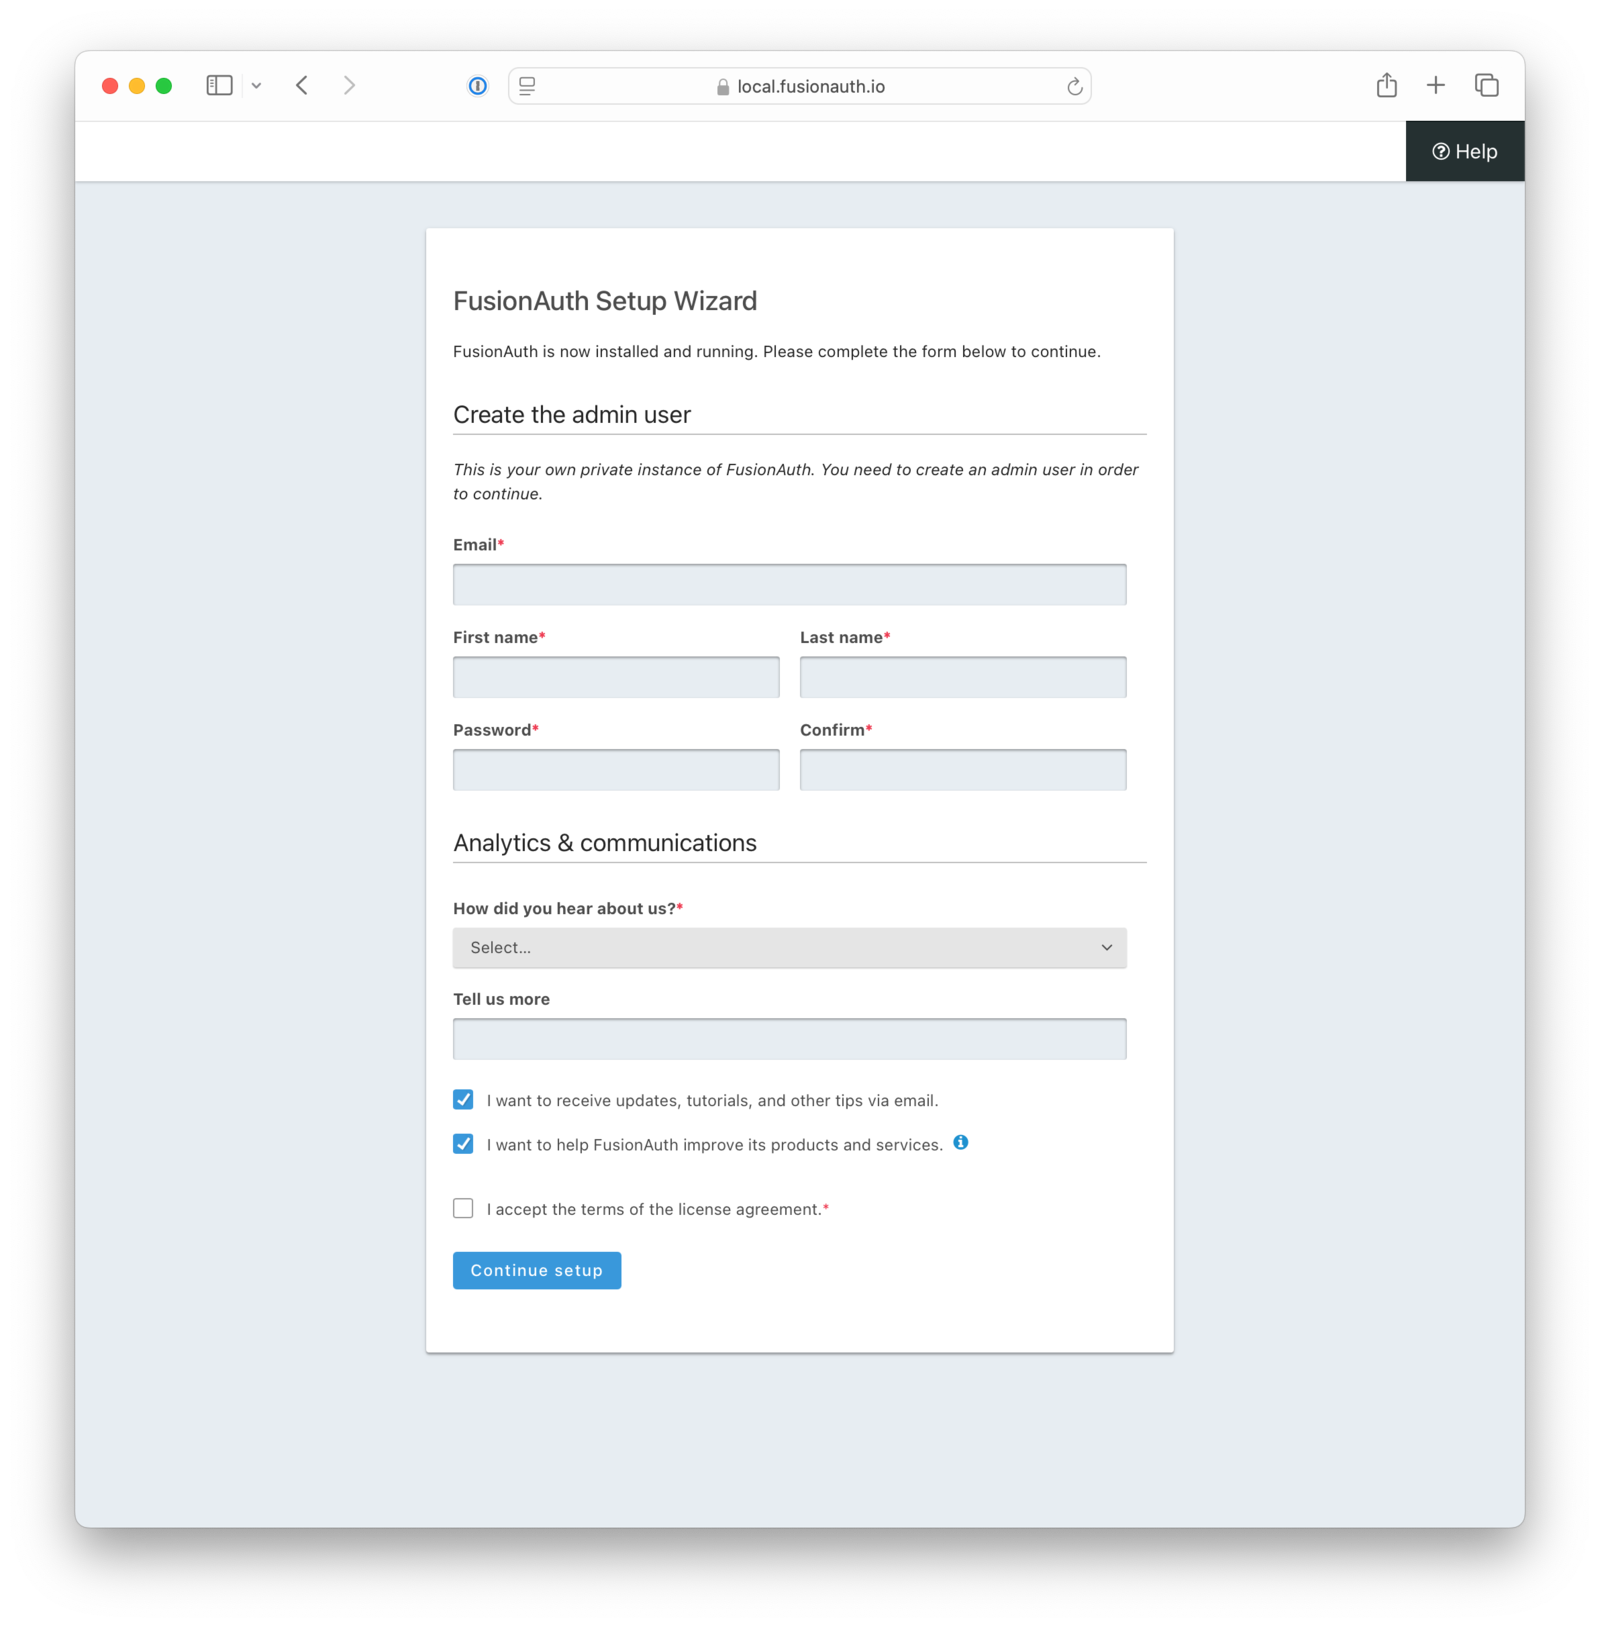 local.fusionauth.io
Help
FusionAuth Setup Wizard
FusionAuth is now installed and running. Please complete the form below to continue.
Create the admin user
This is your own private instance of FusionAuth. You need to create an admin user in order
to continue.
Email*
First name* Last name*
Password* Confirm*
Analytics & communications
How did you hear about us?*
Select...
Tell us more
I want to receive updates, tutorials, and other tips via email.
I want to help FusionAuth improve its products and services.
I accept the terms of the license agreement.*
Continue setup